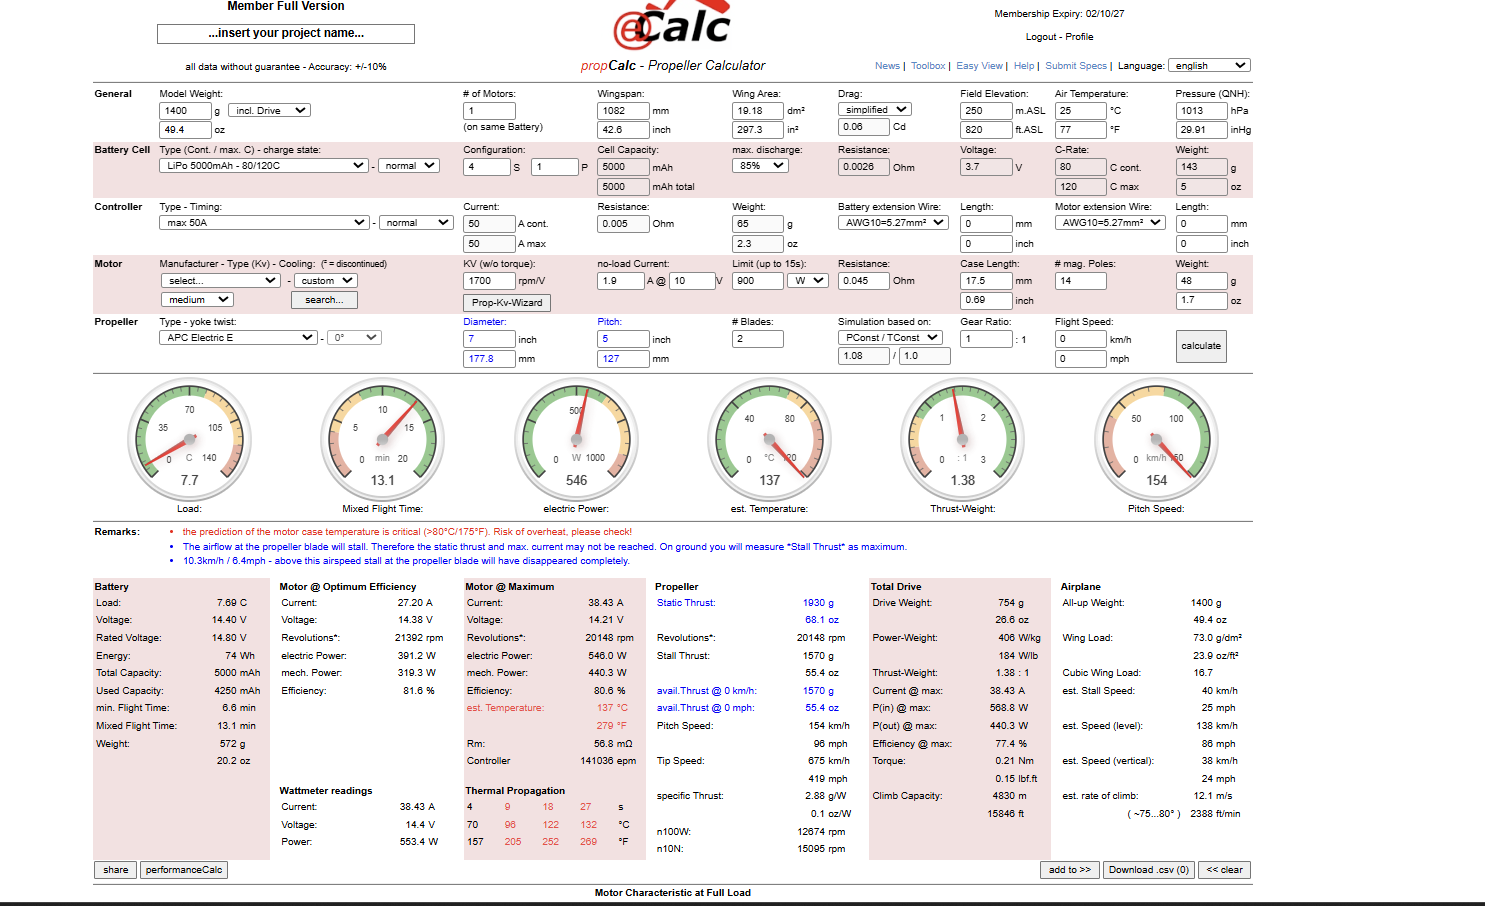 Member Full Version
...insert your project name...
all data without guarantee - Accuracy: +/-10%
@Calc
propCalc - Propeller Calculator
Membership Expiry: 02/10/27
Logout - Profile
News | Toolbox | Easy View | Help | Submit Specs | Language: english
General Model Weight: # of Motors: Wingspan: Wing Area: Drag: Field Elevation: Air Temperature: Pressure (QNH):
1400 g incl. Drive 1 1082 mm 19.18 dm² simplified 250 m.ASL 25 °C 1013 hPa
49.4 oz (on same Battery) 42.6 inch 297.3 in² 0.06 Cd 820 ft.ASL 77 °F 29.91 inHg
Battery Cell Type (Cont. / max. C) - charge state: Configuration: Cell Capacity: max. discharge: Resistance: Voltage: C-Rate: Weight:
LiPo 5000mAh - 80/120C - normal 4 S 1 P 5000 mAh 85% 0.0026 Ohm 3.7 V 80 C cont. 143 g
5000 mAh total 120 C max 5 oz
Controller Type - Timing: Current: Resistance: Weight: Battery extension Wire: Length: Motor extension Wire: Length:
max 50A - normal 50 A cont. 0.005 Ohm 65 g AWG10=5.27mm² 0 mm AWG10=5.27mm² 0 mm
50 A max 2.3 oz 0 inch 0 inch
Motor Manufacturer - Type (Kv) - Cooling: (² = discontinued) KV (w/o torque): no-load Current: Limit (up to 15s): Resistance: Case Length: # mag. Poles: Weight:
select... - custom 1700 rpm/V 1.9 A @ 10 V 900 W 0.045 Ohm 17.5 mm 14 48 g
medium search... Prop-Kv-Wizard 0.69 inch 1.7 oz
Propeller Type - yoke twist: Diameter: Pitch: # Blades: Simulation based on: Gear Ratio: Flight Speed:
APC Electric E - 0° 7 inch 5 inch 2 PConst / TConst 1 : 1 0 km/h calculate
177.8 mm 127 mm 1.08 / 1.0 0 mph
0 35 70 105 140 C 7.7
0 5 10 15 20 min 13.1
0 500 1000 W 546
0 40 80 °C 137
0 1 2 3 : 1 1.38
0 50 100 km/h 154
Load: Mixed Flight Time: electric Power: est. Temperature: Thrust-Weight: Pitch Speed:
Remarks: • the prediction of the motor case temperature is critical (>80°C/175°F). Risk of overheat, please check!
• The airflow at the propeller blade will stall. Therefore the static thrust and max. current may not be reached. On ground you will measure *Stall Thrust* as maximum.
• 10.3km/h / 6.4mph - above this airspeed stall at the propeller blade will have disappeared completely.
Battery
Load: 7.69 C
Voltage: 14.40 V
Rated Voltage: 14.80 V
Energy: 74 Wh
Total Capacity: 5000 mAh
Used Capacity: 4250 mAh
min. Flight Time: 6.6 min
Mixed Flight Time: 13.1 min
Weight: 572 g
20.2 oz
Motor @ Optimum Efficiency
Current: 27.20 A
Voltage: 14.38 V
Revolutions*: 21392 rpm
electric Power: 391.2 W
mech. Power: 319.3 W
Efficiency: 81.6 %
Wattmeter readings
Current: 38.43 A
Voltage: 14.4 V
Power: 553.4 W
Motor @ Maximum
Current: 38.43 A
Voltage: 14.21 V
Revolutions*: 20148 rpm
electric Power: 546.0 W
mech. Power: 440.3 W
Efficiency: 80.6 %
est. Temperature: 137 °C
279 °F
Rm: 56.8 mΩ
Controller 141036 epm
Thermal Propagation
4 9 18 27 s
70 96 122 132 °C
157 205 252 269 °F
Propeller
Static Thrust: 1930 g
68.1 oz
Revolutions*: 20148 rpm
Stall Thrust: 1570 g
55.4 oz
avail.Thrust @ 0 km/h: 1570 g
avail.Thrust @ 0 mph: 55.4 oz
Pitch Speed: 154 km/h
96 mph
Tip Speed: 675 km/h
419 mph
specific Thrust: 2.88 g/W
0.1 oz/W
n100W: 12674 rpm
n10N: 15095 rpm
Total Drive
Drive Weight: 754 g
26.6 oz
Power-Weight: 406 W/kg
184 W/lb
Thrust-Weight: 1.38 : 1
Current @ max: 38.43 A
P(in) @ max: 568.8 W
P(out) @ max: 440.3 W
Efficiency @ max: 77.4 %
Torque: 0.21 Nm
0.15 lbf.ft
Climb Capacity: 4830 m
15846 ft
Airplane
All-up Weight: 1400 g
49.4 oz
Wing Load: 73.0 g/dm²
23.9 oz/ft²
Cubic Wing Load: 16.7
est. Stall Speed: 40 km/h
25 mph
est. Speed (level): 138 km/h
86 mph
est. Speed (vertical): 38 km/h
24 mph
est. rate of climb: 12.1 m/s
( ~75...80° ) 2388 ft/min
share performanceCalc add to >> Download .csv (0) << clear
Motor Characteristic at Full Load